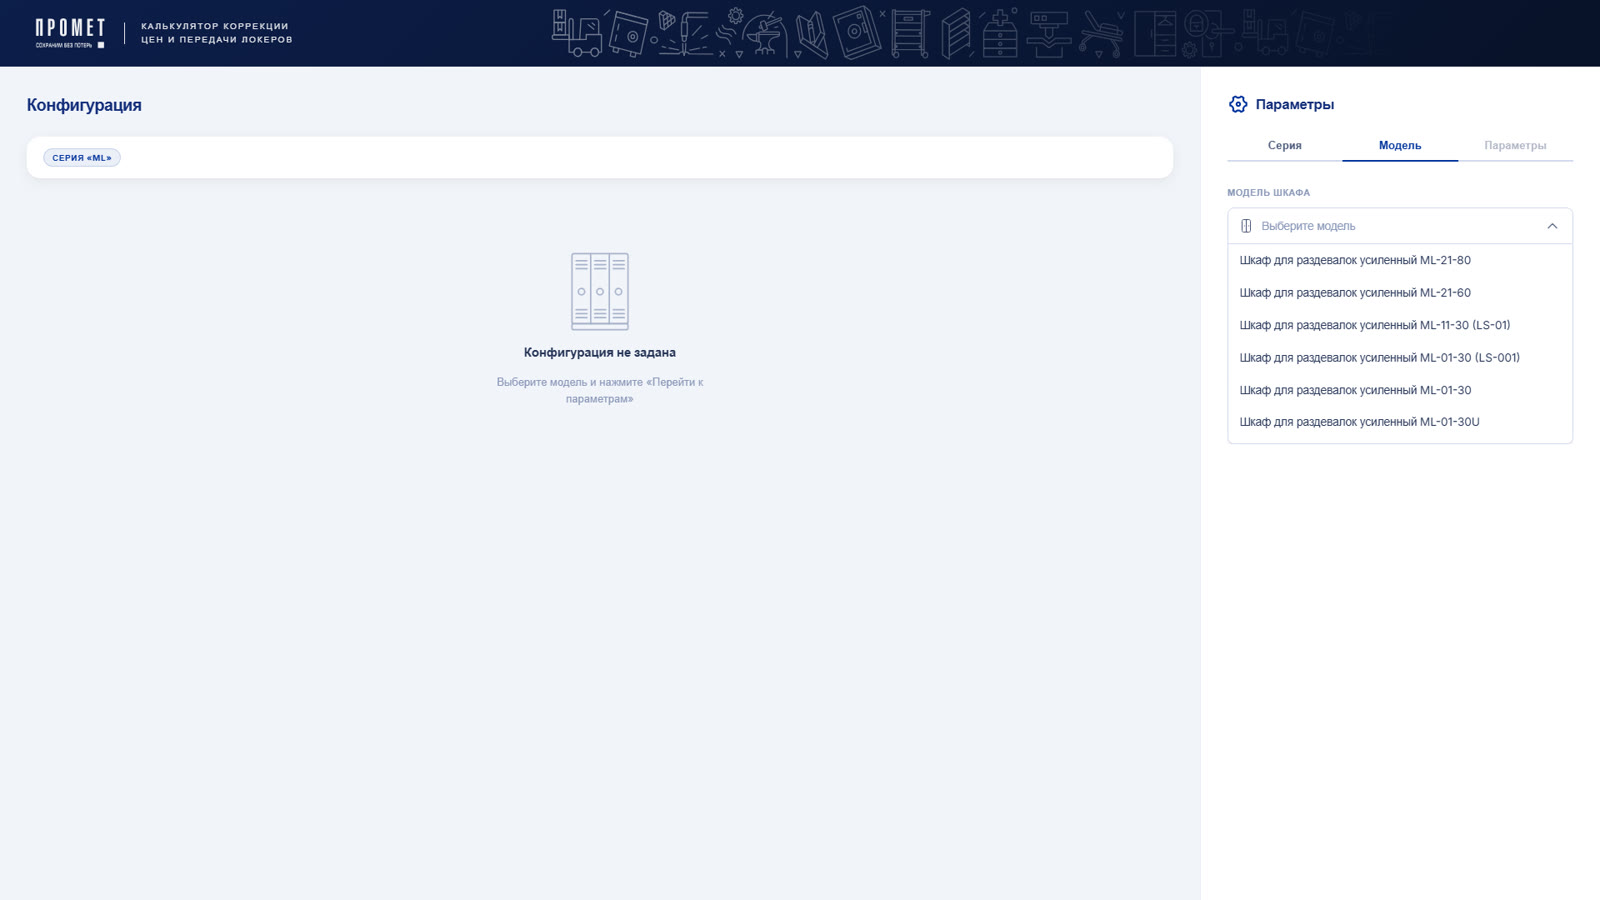 ПРОМЕТ
СОХРАНИМ БЕЗ ПОТЕРЬ
КАЛЬКУЛЯТОР КОРРЕКЦИИ
ЦЕН И ПЕРЕДАЧИ ЛОКЕРОВ
Конфигурация
СЕРИЯ «ML»
Конфигурация не задана
Выберите модель и нажмите «Перейти к
параметрам»
Параметры
Серия
Модель
Параметры
МОДЕЛЬ ШКАФА
Выберите модель
Шкаф для раздевалок усиленный ML-21-80
Шкаф для раздевалок усиленный ML-21-60
Шкаф для раздевалок усиленный ML-11-30 (LS-01)
Шкаф для раздевалок усиленный ML-01-30 (LS-001)
Шкаф для раздевалок усиленный ML-01-30
Шкаф для раздевалок усиленный ML-01-30U